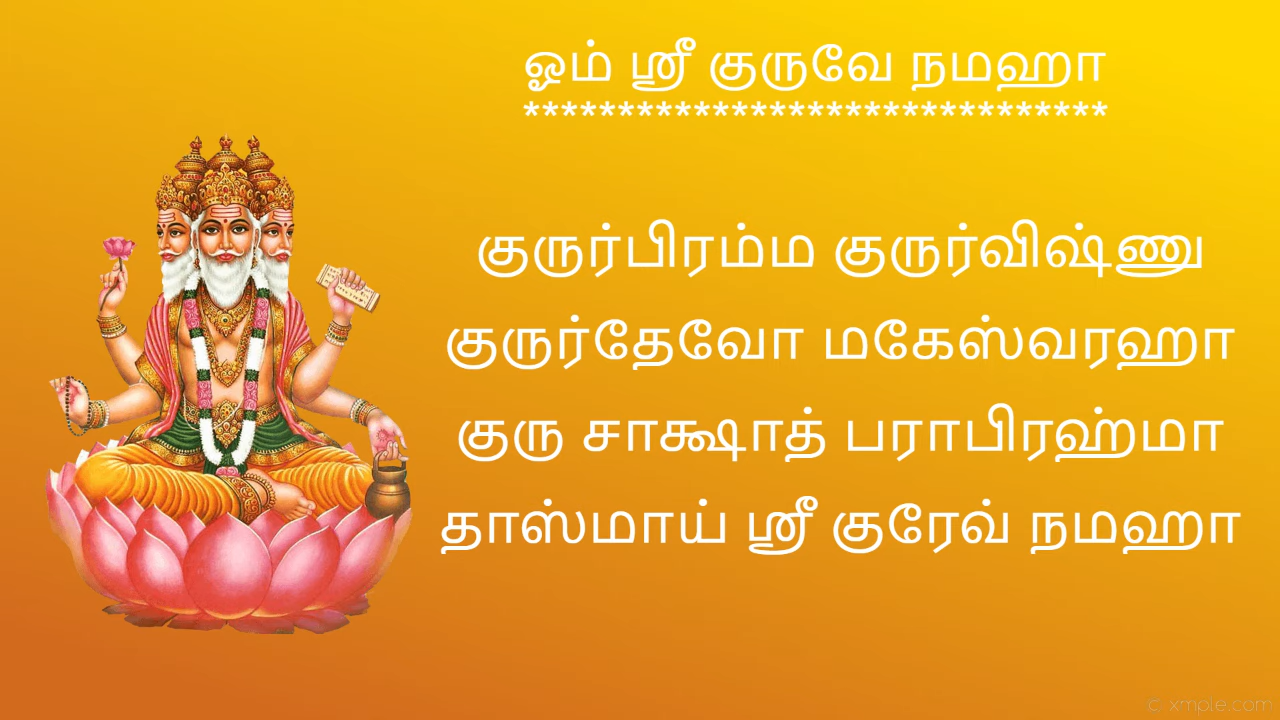 ஓம் ஸ்ரீ குருவே நமஹா
*******************************
குருர்பிரம்ம குருர்விஷ்ணு
குருர்தேவோ மகேஸ்வரஹா
குரு சாக்ஷாத் பராபிரஹ்மா
தாஸ்மாய் ஸ்ரீ குரேவ் நமஹா